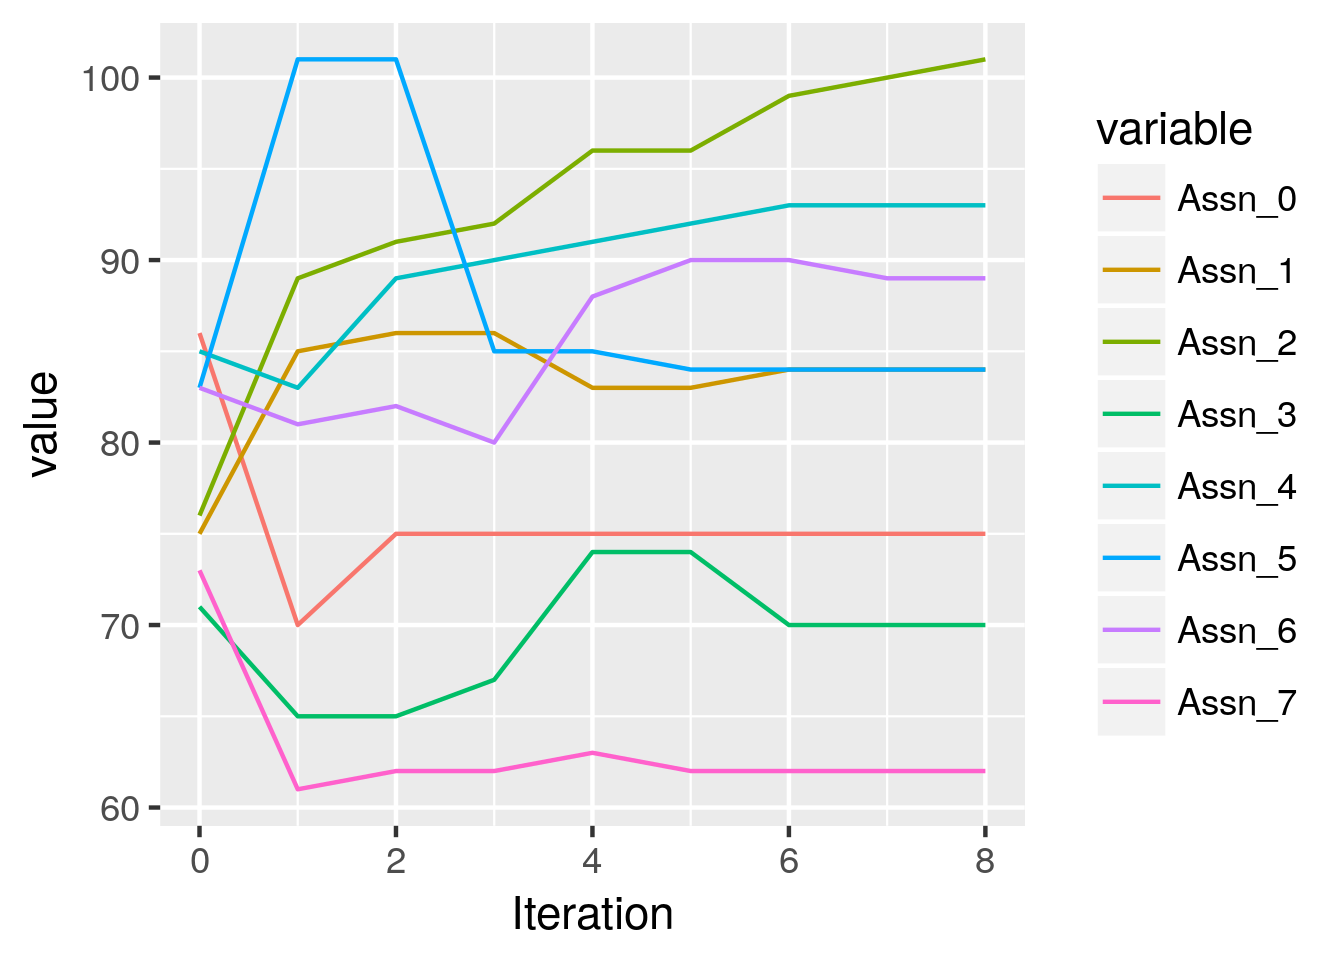 100
90
80
70
60
value
0 2 4 6 8
Iteration
variable
Assn_0
Assn_1
Assn_2
Assn_3
Assn_4
Assn_5
Assn_6
Assn_7